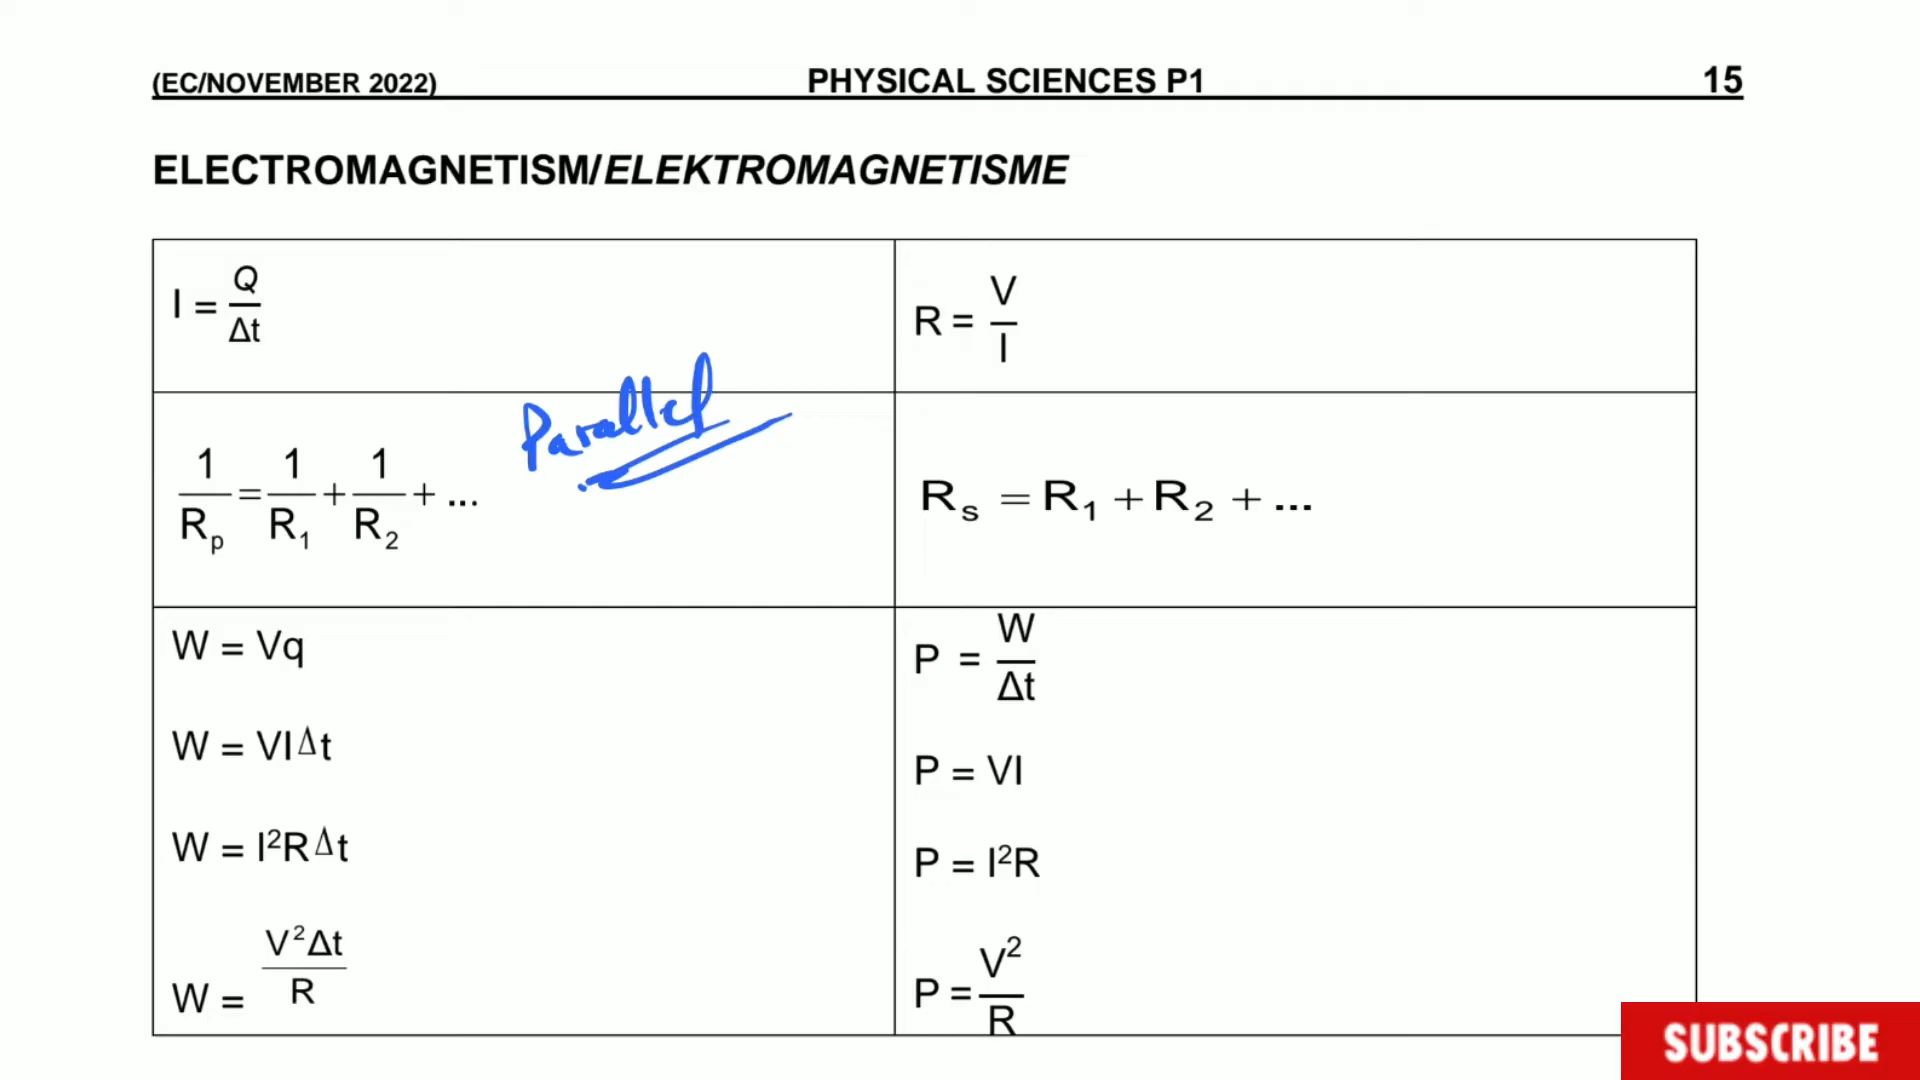 (EC/NOVEMBER 2022) PHYSICAL SCIENCES P1 15
ELECTROMAGNETISM/ELEKTROMAGNETISME
I = Q/Δt
R = V/I
Parallel
1/Rp = 1/R1 + 1/R2 + ...
Rs = R1 + R2 + ...
W = Vq
W = VIΔt
W = I²RΔt
W = V²Δt/R
P = W/Δt
P = VI
P = I²R
P = V²/R
SUBSCRIBE